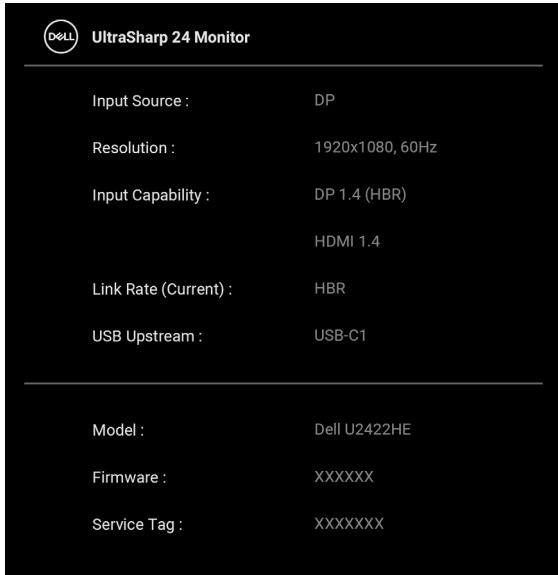 DELL UltraSharp 24 Monitor
Input Source : DP
Resolution : 1920x1080, 60Hz
Input Capability : DP 1.4 (HBR)
HDMI 1.4
Link Rate (Current) : HBR
USB Upstream : USB-C1
Model : Dell U2422HE
Firmware : XXXXXX
Service Tag : XXXXXXX